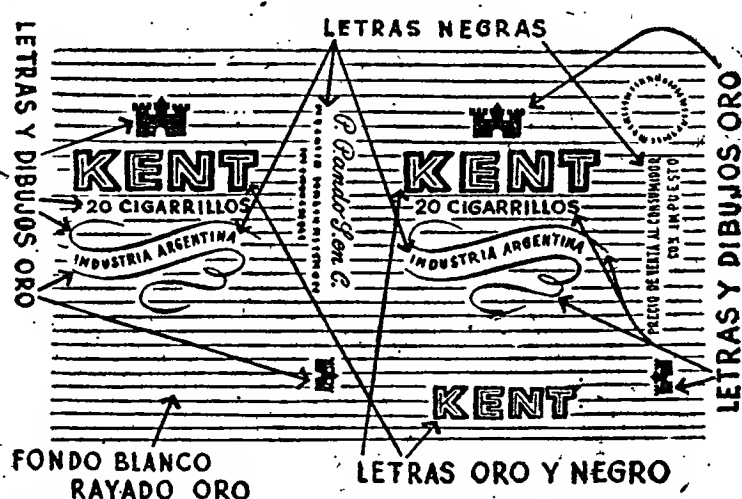 LETRAS NEGRAS
LETRAS Y DIBUJOS ORO
KENT
20 CIGARRILLOS
INDUSTRIA ARGENTINA
KENT
20 CIGARRILLOS
INDUSTRIA ARGENTINA
PRECIO DE VENTA AL CONSUMIDOR
CON IMPUESTO
LETRAS Y DIBUJOS ORO
KENT
FONDO BLANCO
RAYADO ORO
LETRAS ORO Y NEGRO